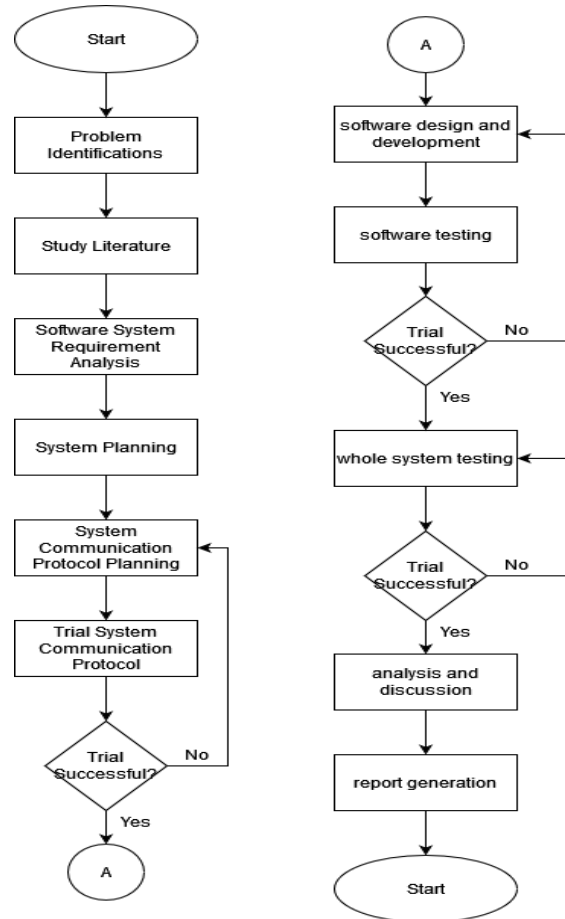 Start
Problem
Identifications
Study Literature
Software System
Requirement
Analysis
System Planning
System
Communication
Protocol Planning
Trial System
Communication
Protocol
Trial
Successful?
No
Yes
A
A
software design and
development
software testing
Trial
Successful?
No
Yes
whole system testing
Trial
Successful?
No
Yes
analysis and
discussion
report generation
Start